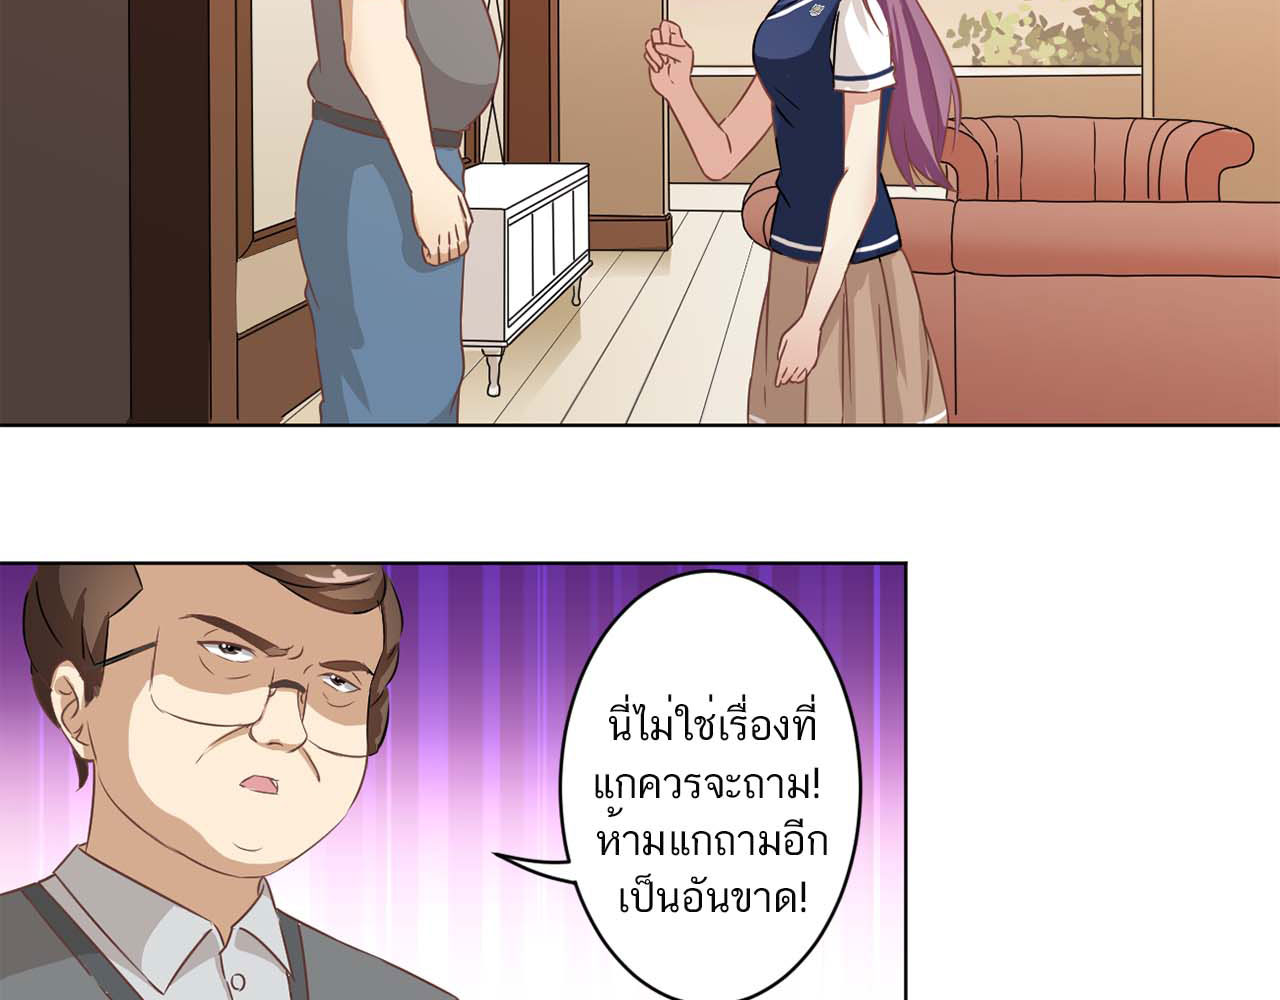 นี่ไม่ใช่เรื่องที่
แกควรจะถาม!
ห้ามแกถามอีก
เป็นอันขาด!